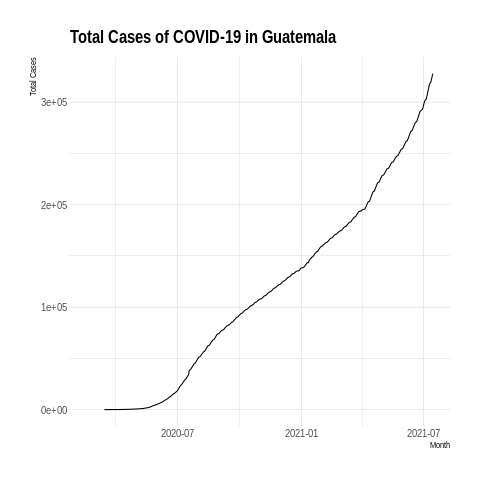 Total Cases of COVID-19 in Guatemala
Total Cases
3e+05
2e+05
1e+05
0e+00
2020-07
2021-01
2021-07
Month